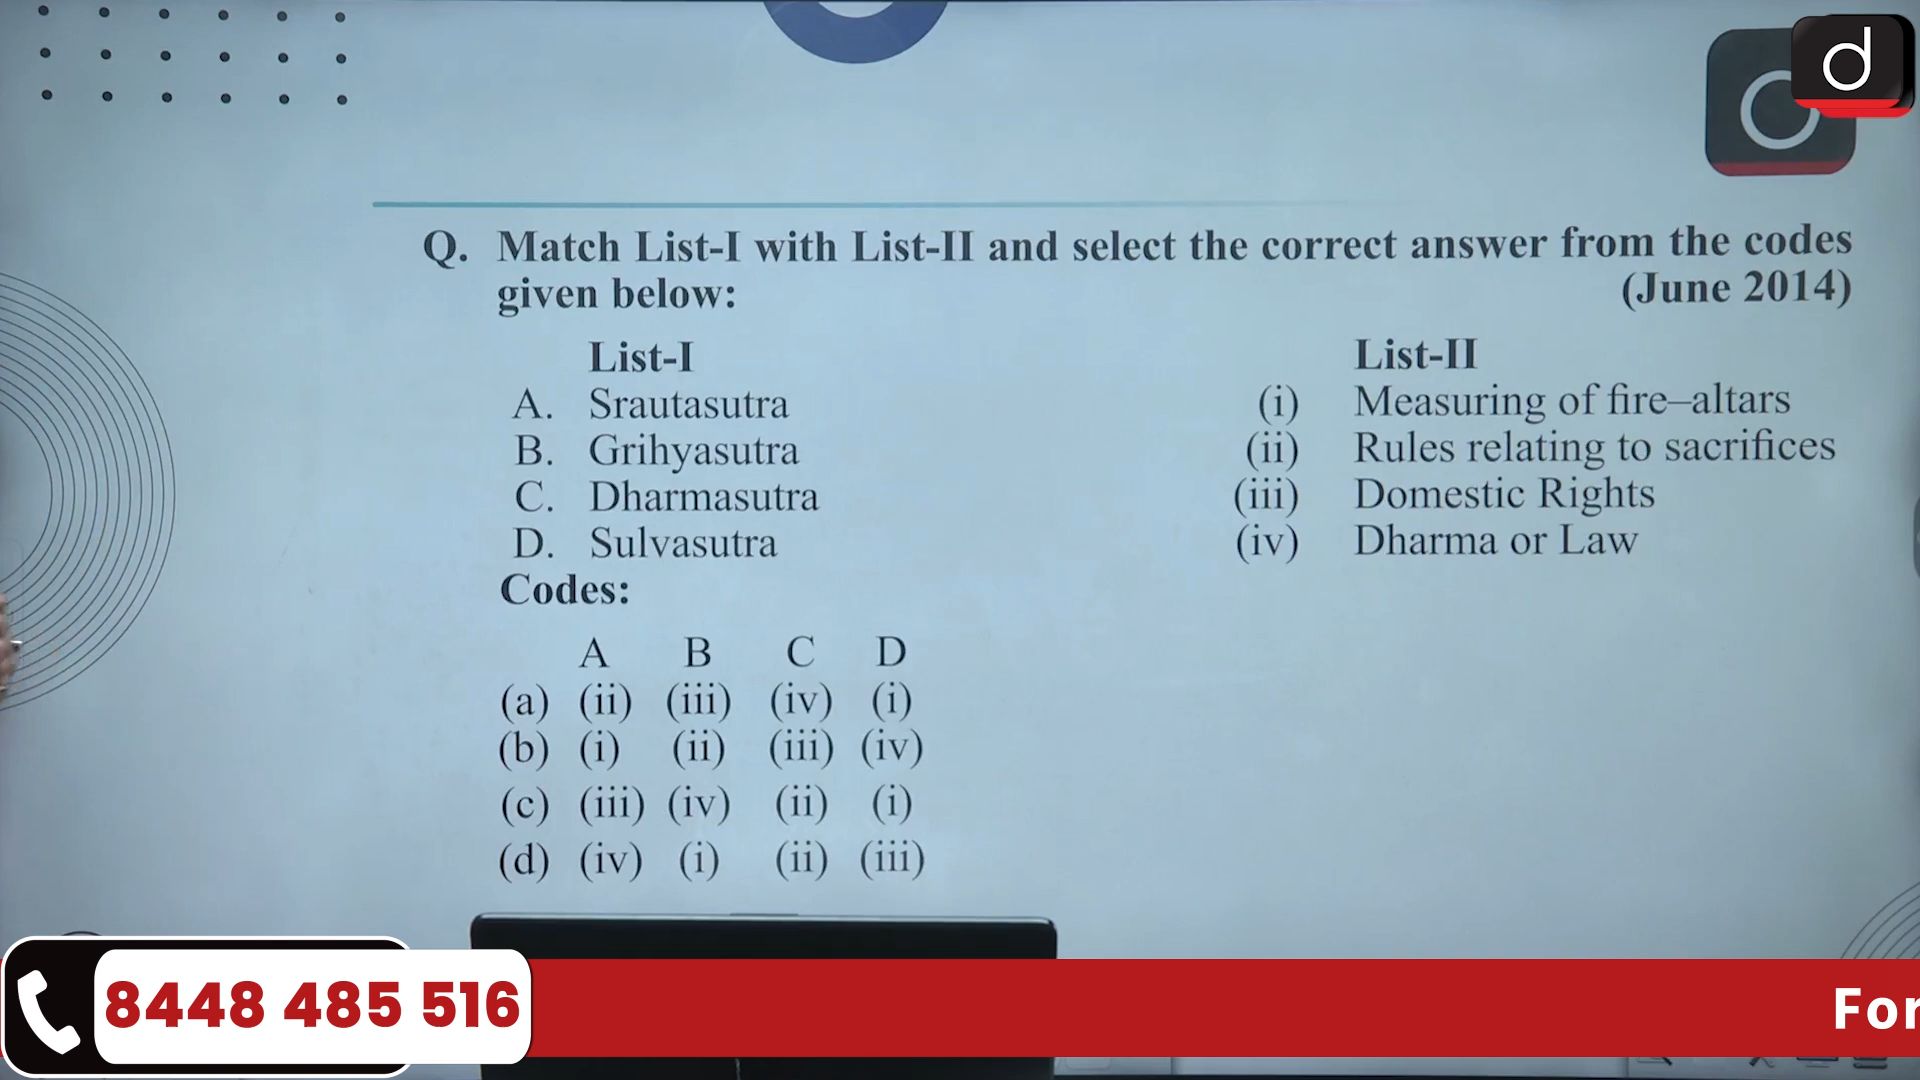 d
Q. Match List-I with List-II and select the correct answer from the codes
given below: (June 2014)
List-I List-II
A. Srautasutra (i) Measuring of fire–altars
B. Grihyasutra (ii) Rules relating to sacrifices
C. Dharmasutra (iii) Domestic Rights
D. Sulvasutra (iv) Dharma or Law
Codes:
A B C D
(a) (ii) (iii) (iv) (i)
(b) (i) (ii) (iii) (iv)
(c) (iii) (iv) (ii) (i)
(d) (iv) (i) (ii) (iii)
8448 485 516
For